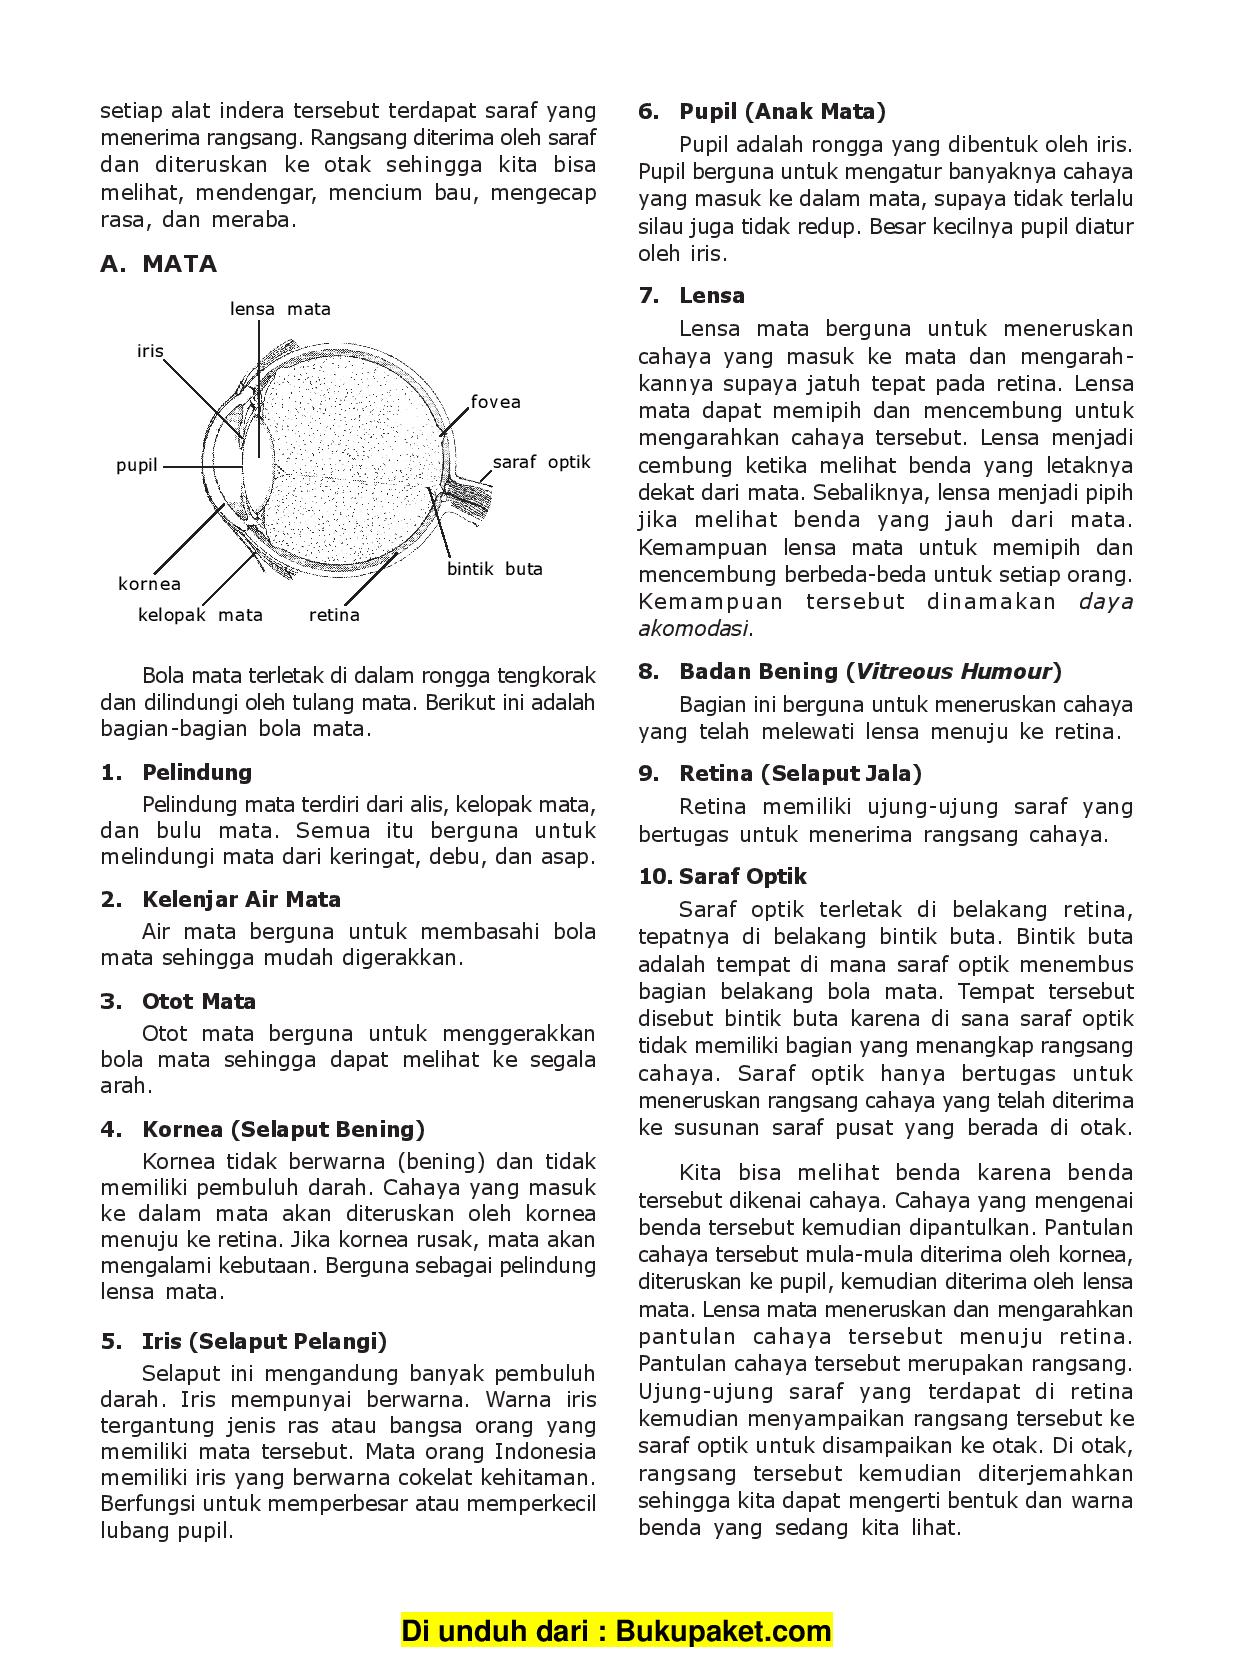 setiap alat indera tersebut terdapat saraf yang
menerima rangsang. Rangsang diterima oleh saraf
dan diteruskan ke otak sehingga kita bisa
melihat, mendengar, mencium bau, mengecap
rasa, dan meraba.
A. MATA
lensa mata
iris
fovea
pupil
saraf optik
bintik buta
kornea
kelopak mata
retina
Bola mata terletak di dalam rongga tengkorak
dan dilindungi oleh tulang mata. Berikut ini adalah
bagian-bagian bola mata.
1. Pelindung
Pelindung mata terdiri dari alis, kelopak mata,
dan bulu mata. Semua itu berguna untuk
melindungi mata dari keringat, debu, dan asap.
2. Kelenjar Air Mata
Air mata berguna untuk membasahi bola
mata sehingga mudah digerakkan.
3. Otot Mata
Otot mata berguna untuk menggerakkan
bola mata sehingga dapat melihat ke segala
arah.
4. Kornea (Selaput Bening)
Kornea tidak berwarna (bening) dan tidak
memiliki pembuluh darah. Cahaya yang masuk
ke dalam mata akan diteruskan oleh kornea
menuju ke retina. Jika kornea rusak, mata akan
mengalami kebutaan. Berguna sebagai pelindung
lensa mata.
5. Iris (Selaput Pelangi)
Selaput ini mengandung banyak pembuluh
darah. Iris mempunyai berwarna. Warna iris
tergantung jenis ras atau bangsa orang yang
memiliki mata tersebut. Mata orang Indonesia
memiliki iris yang berwarna cokelat kehitaman.
Berfungsi untuk memperbesar atau memperkecil
lubang pupil.
6. Pupil (Anak Mata)
Pupil adalah rongga yang dibentuk oleh iris.
Pupil berguna untuk mengatur banyaknya cahaya
yang masuk ke dalam mata, supaya tidak terlalu
silau juga tidak redup. Besar kecilnya pupil diatur
oleh iris.
7. Lensa
Lensa mata berguna untuk meneruskan
cahaya yang masuk ke mata dan mengarah-
kannya supaya jatuh tepat pada retina. Lensa
mata dapat memipih dan mencembung untuk
mengarahkan cahaya tersebut. Lensa menjadi
cembung ketika melihat benda yang letaknya
dekat dari mata. Sebaliknya, lensa menjadi pipih
jika melihat benda yang jauh dari mata.
Kemampuan lensa mata untuk memipih dan
mencembung berbeda-beda untuk setiap orang.
Kemampuan tersebut dinamakan daya
akomodasi.
8. Badan Bening (Vitreous Humour)
Bagian ini berguna untuk meneruskan cahaya
yang telah melewati lensa menuju ke retina.
9. Retina (Selaput Jala)
Retina memiliki ujung-ujung saraf yang
bertugas untuk menerima rangsang cahaya.
10. Saraf Optik
Saraf optik terletak di belakang retina,
tepatnya di belakang bintik buta. Bintik buta
adalah tempat di mana saraf optik menembus
bagian belakang bola mata. Tempat tersebut
disebut bintik buta karena di sana saraf optik
tidak memiliki bagian yang menangkap rangsang
cahaya. Saraf optik hanya bertugas untuk
meneruskan rangsang cahaya yang telah diterima
ke susunan saraf pusat yang berada di otak.
Kita bisa melihat benda karena benda
tersebut dikenai cahaya. Cahaya yang mengenai
benda tersebut kemudian dipantulkan. Pantulan
cahaya tersebut mula-mula diterima oleh kornea,
diteruskan ke pupil, kemudian diterima oleh lensa
mata. Lensa mata meneruskan dan mengarahkan
pantulan cahaya tersebut menuju retina.
Pantulan cahaya tersebut merupakan rangsang.
Ujung-ujung saraf yang terdapat di retina
kemudian menyampaikan rangsang tersebut ke
saraf optik untuk disampaikan ke otak. Di otak,
rangsang tersebut kemudian diterjemahkan
sehingga kita dapat mengerti bentuk dan warna
benda yang sedang kita lihat.
Di unduh dari : Bukupaket.com